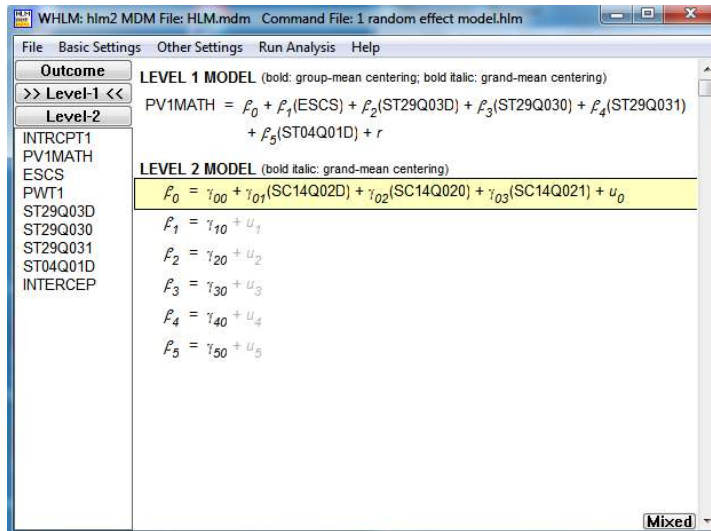 WHLM: hlm2 MDM File: HLM.mdm Command File: 1 random effect model.hlm
File Basic Settings Other Settings Run Analysis Help
Outcome
>> Level-1 <<
Level-2
INTRCPT1
PV1MATH
ESCS
PWT1
ST29Q03D
ST29Q030
ST29Q031
ST04Q01D
INTERCEP
LEVEL 1 MODEL (bold: group-mean centering; bold italic: grand-mean centering)
PV1MATH = β0 + β1(ESCS) + β2(ST29Q03D) + β3(ST29Q030) + β4(ST29Q031)
+ β5(ST04Q01D) + r
LEVEL 2 MODEL (bold italic: grand-mean centering)
β0 = γ00 + γ01(SC14Q02D) + γ02(SC14Q020) + γ03(SC14Q021) + u0
β1 = γ10 + u1
β2 = γ20 + u2
β3 = γ30 + u3
β4 = γ40 + u4
β5 = γ50 + u5
Mixed